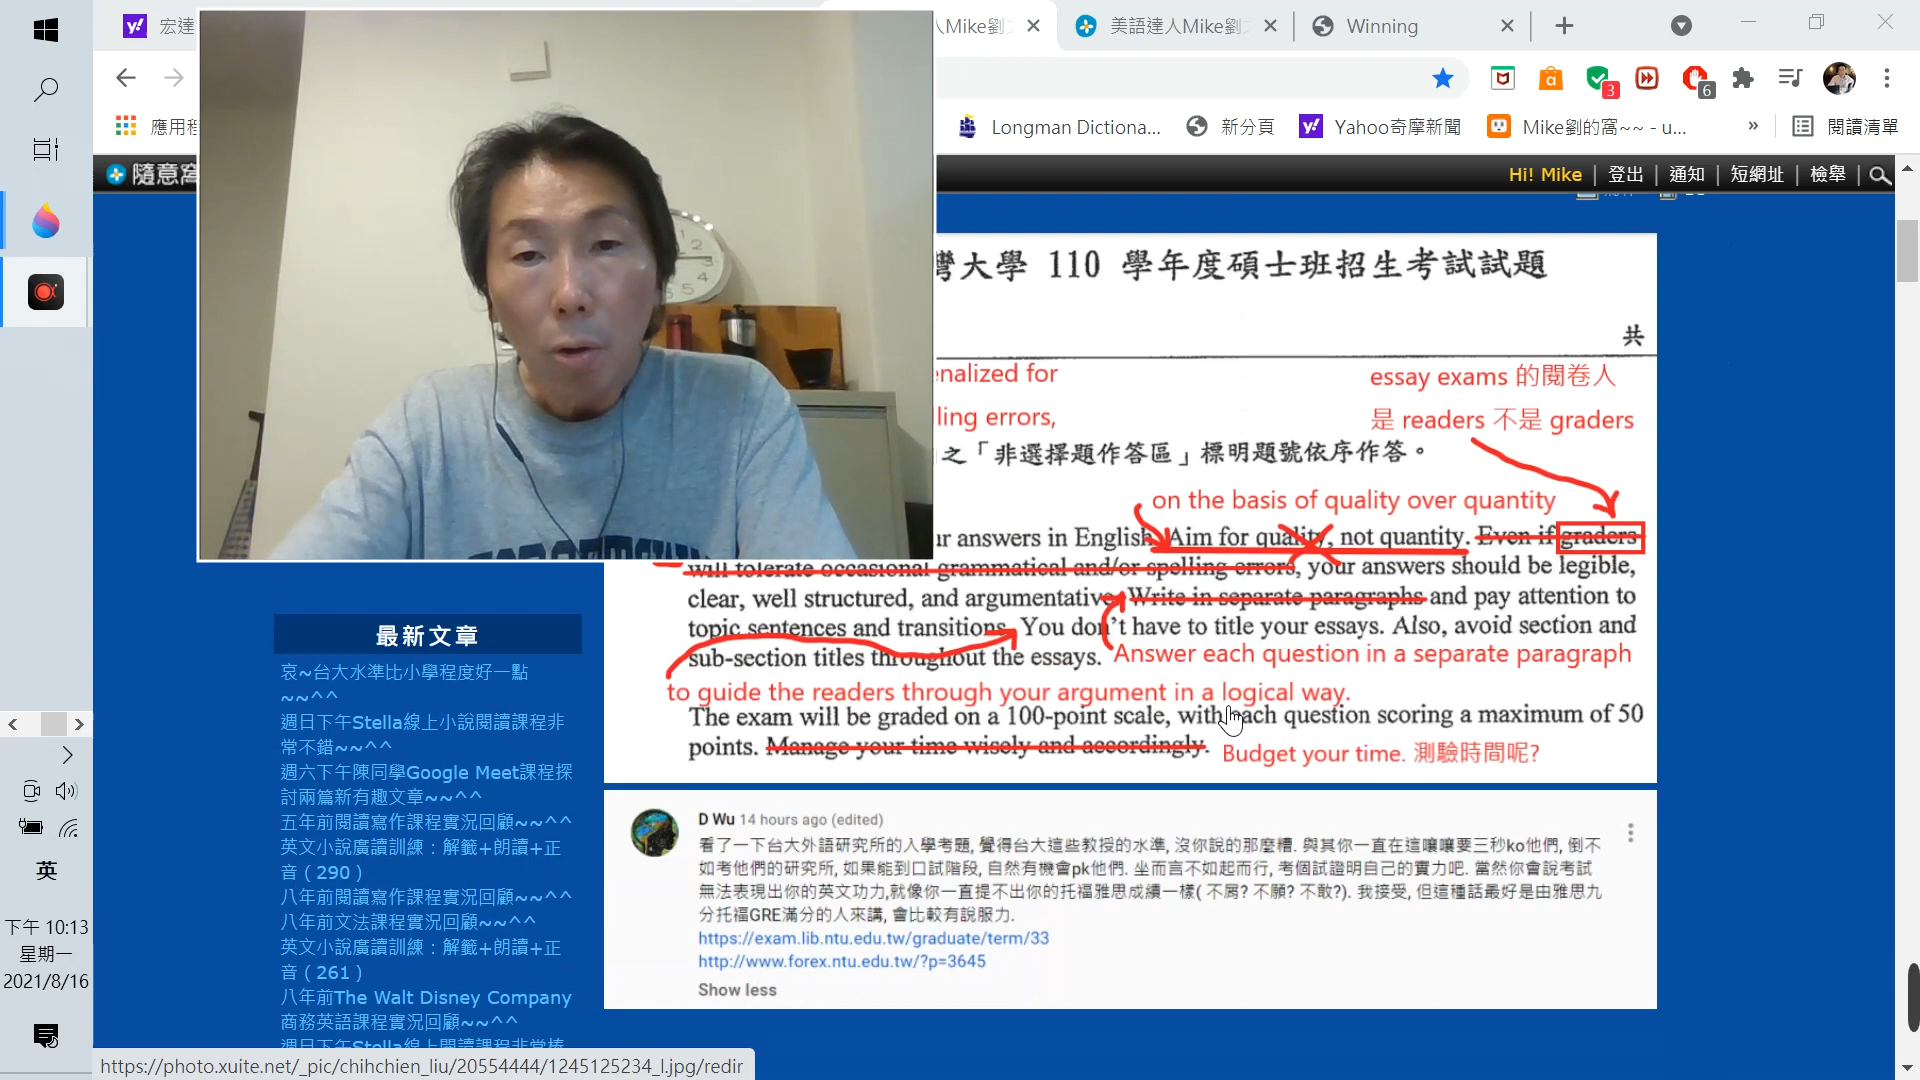 宏達
人Mike劉
美語達人Mike劉
Winning
3
6
應用程
Longman Dictiona...
新分頁
Yahoo奇摩新聞
Mike劉的窩~~ - u...
»
閱讀清單
隨意窩
Hi! Mike
登出
通知
短網址
檢舉
灣大學 110 學年度碩士班招生考試試題
共
enalized for
essay exams 的閱卷人
ling errors,
是 readers 不是 graders
之「非選擇題作答區」標明題號依序作答。
on the basis of quality over quantity
ur answers in English. Aim for quality, not quantity. Even if graders
will tolerate occasional grammatical and/or spelling errors, your answers should be legible,
clear, well structured, and argumentative. Write in separate paragraphs and pay attention to
topic sentences and transitions. You don't have to title your essays. Also, avoid section and
sub-section titles throughout the essays.
Answer each question in a separate paragraph
to guide the readers through your argument in a logical way.
The exam will be graded on a 100-point scale, with each question scoring a maximum of 50
points. Manage your time wisely and accordingly.
Budget your time. 測驗時間呢?
最新文章
哀~台大水準比小學程度好一點
~~^^
週日下午Stella線上小說閱讀課程非
常不錯~~^^
週六下午陳同學Google Meet課程探
討兩篇新有趣文章~~^^
五年前閱讀寫作課程實況回顧~~^^
英文小說廣讀訓練：解籤+朗讀+正
音（290）
八年前閱讀寫作課程實況回顧~~^^
八年前文法課程實況回顧~~^^
英文小說廣讀訓練：解籤+朗讀+正
音（261）
八年前The Walt Disney Company
商務英語課程實況回顧~~^^
週日下午Stella線上閱讀課程非常棒
D Wu 14 hours ago (edited)
看了一下台大外語研究所的入學考題, 覺得台大這些教授的水準, 沒你說的那麼糟. 與其你一直在這嚷嚷要三秒ko他們, 倒不
如考他們的研究所, 如果能到口試階段, 自然有機會pk他們. 坐而言不如起而行, 考個試證明自己的實力吧. 當然你會說考試
無法表現出你的英文功力,就像你一直提不出你的托福雅思成績一樣( 不屑? 不願? 不敢?). 我接受, 但這種話最好是由雅思九
分托福GRE滿分的人來講, 會比較有說服力.
https://exam.lib.ntu.edu.tw/graduate/term/33
http://www.forex.ntu.edu.tw/?p=3645
Show less
英
下午 10:13
星期一
2021/8/16
https://photo.xuite.net/_pic/chihchien_liu/20554444/1245125234_l.jpg/redir